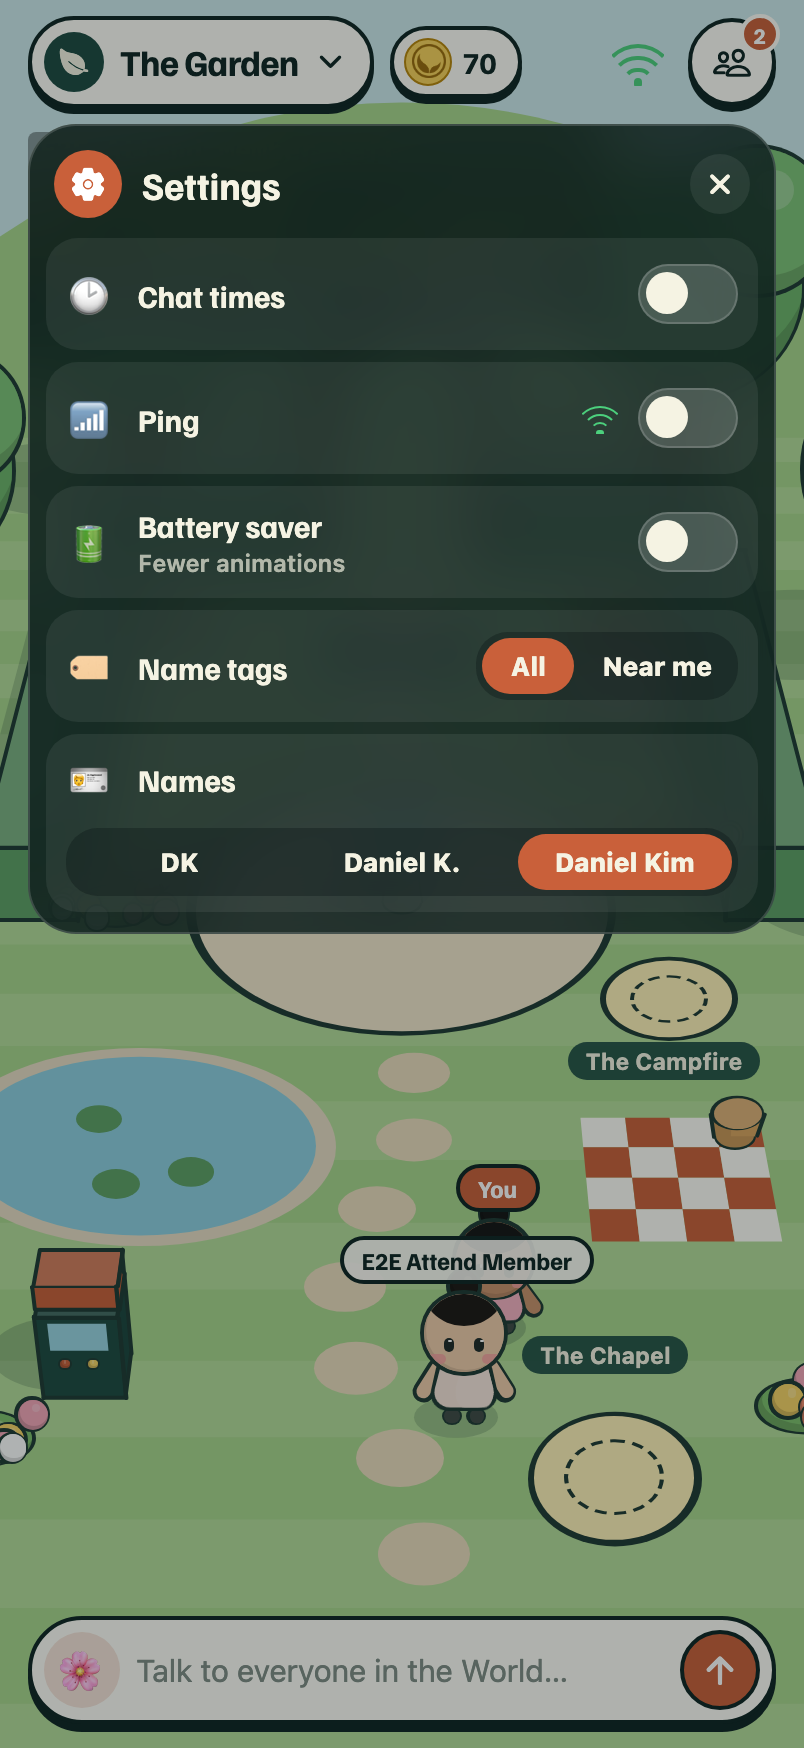 The Garden
70
2
Settings
Chat times
Ping
Battery saver
Fewer animations
Name tags
All
Near me
Names
DK
Daniel K.
Daniel Kim
The Campfire
You
E2E Attend Member
The Chapel
Talk to everyone in the World...